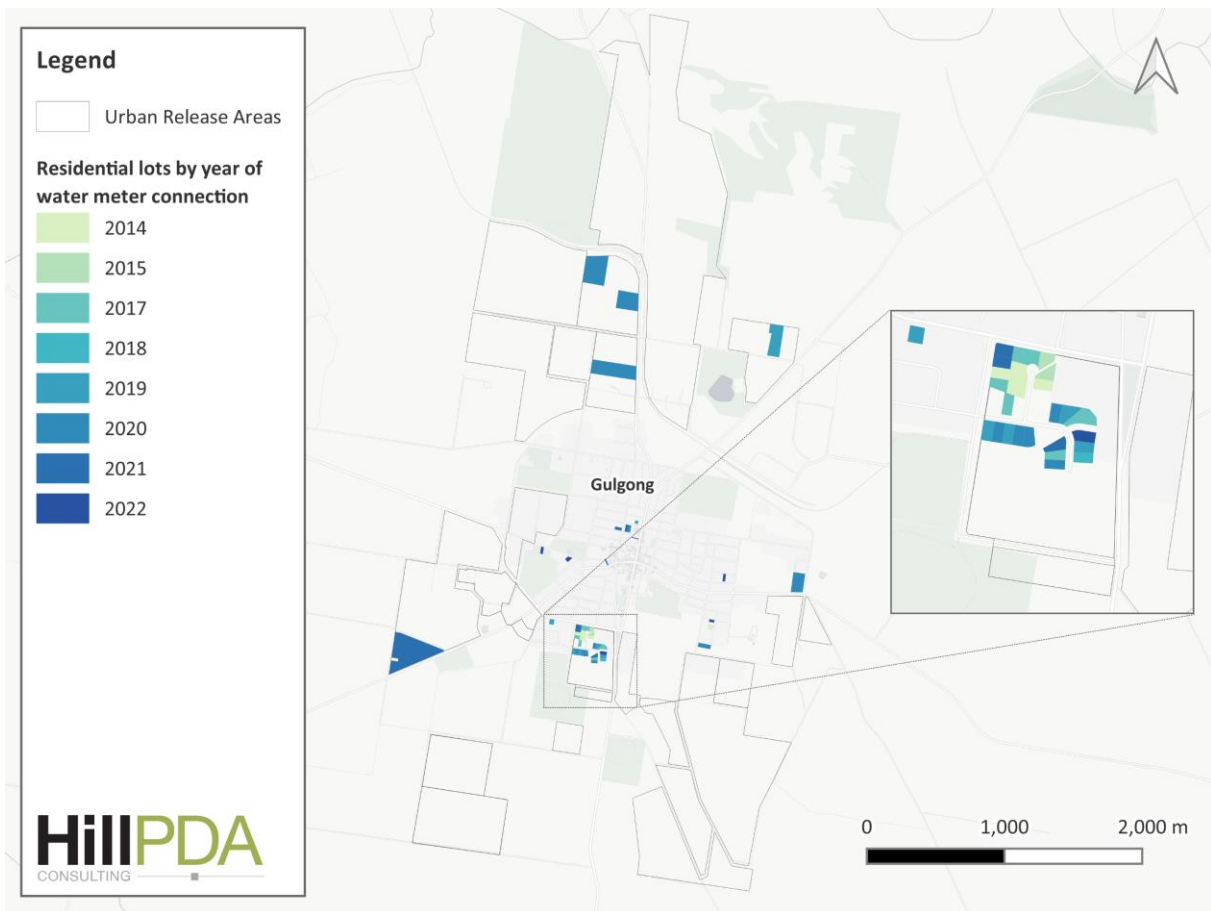 Legend
Urban Release Areas
Residential lots by year of
water meter connection
2014
2015
2017
2018
2019
2020
2021
2022
HillPDA
CONSULTING
Gulgong
0 1,000 2,000 m